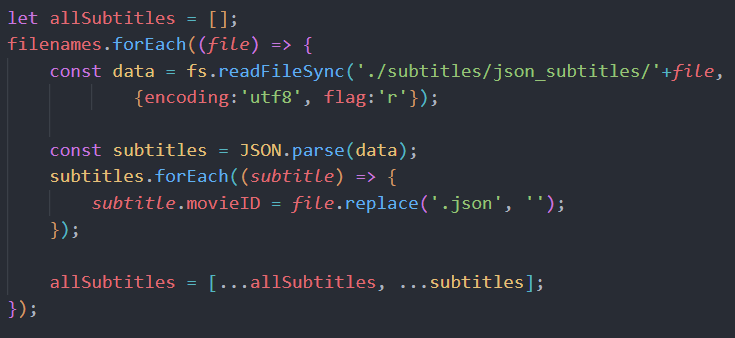 let allSubtitles = [];
filenames.forEach((file) => {
    const data = fs.readFileSync('./subtitles/json_subtitles/'+file,
            {encoding:'utf8', flag:'r'});

    const subtitles = JSON.parse(data);
    subtitles.forEach((subtitle) => {
        subtitle.movieID = file.replace('.json', '');
    });

    allSubtitles = [...allSubtitles, ...subtitles];
});